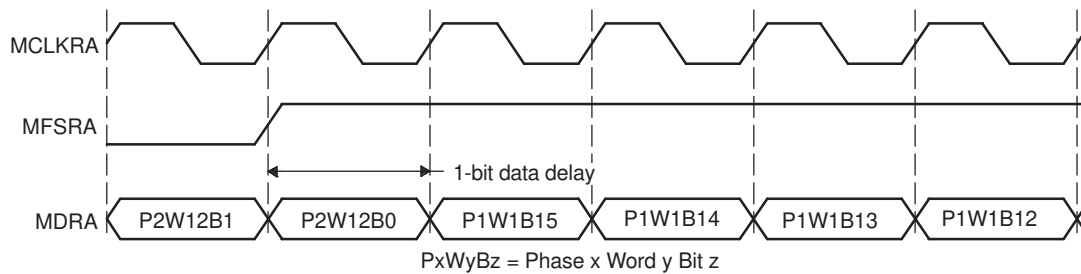 MCLKRA
MFSRA
1-bit data delay
MDRA P2W12B1 P2W12B0 P1W1B15 P1W1B14 P1W1B13 P1W1B12
PxWyBz = Phase x Word y Bit z